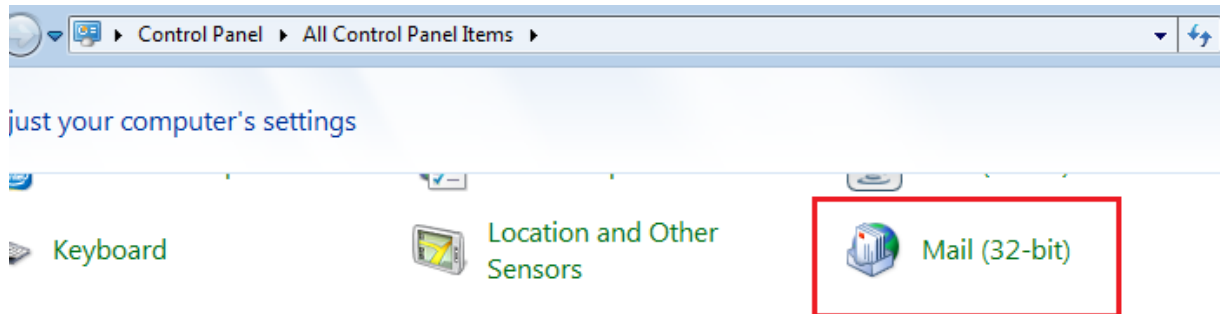 Control Panel ▸ All Control Panel Items ▸
just your computer's settings
Keyboard
Location and Other
Sensors
Mail (32-bit)